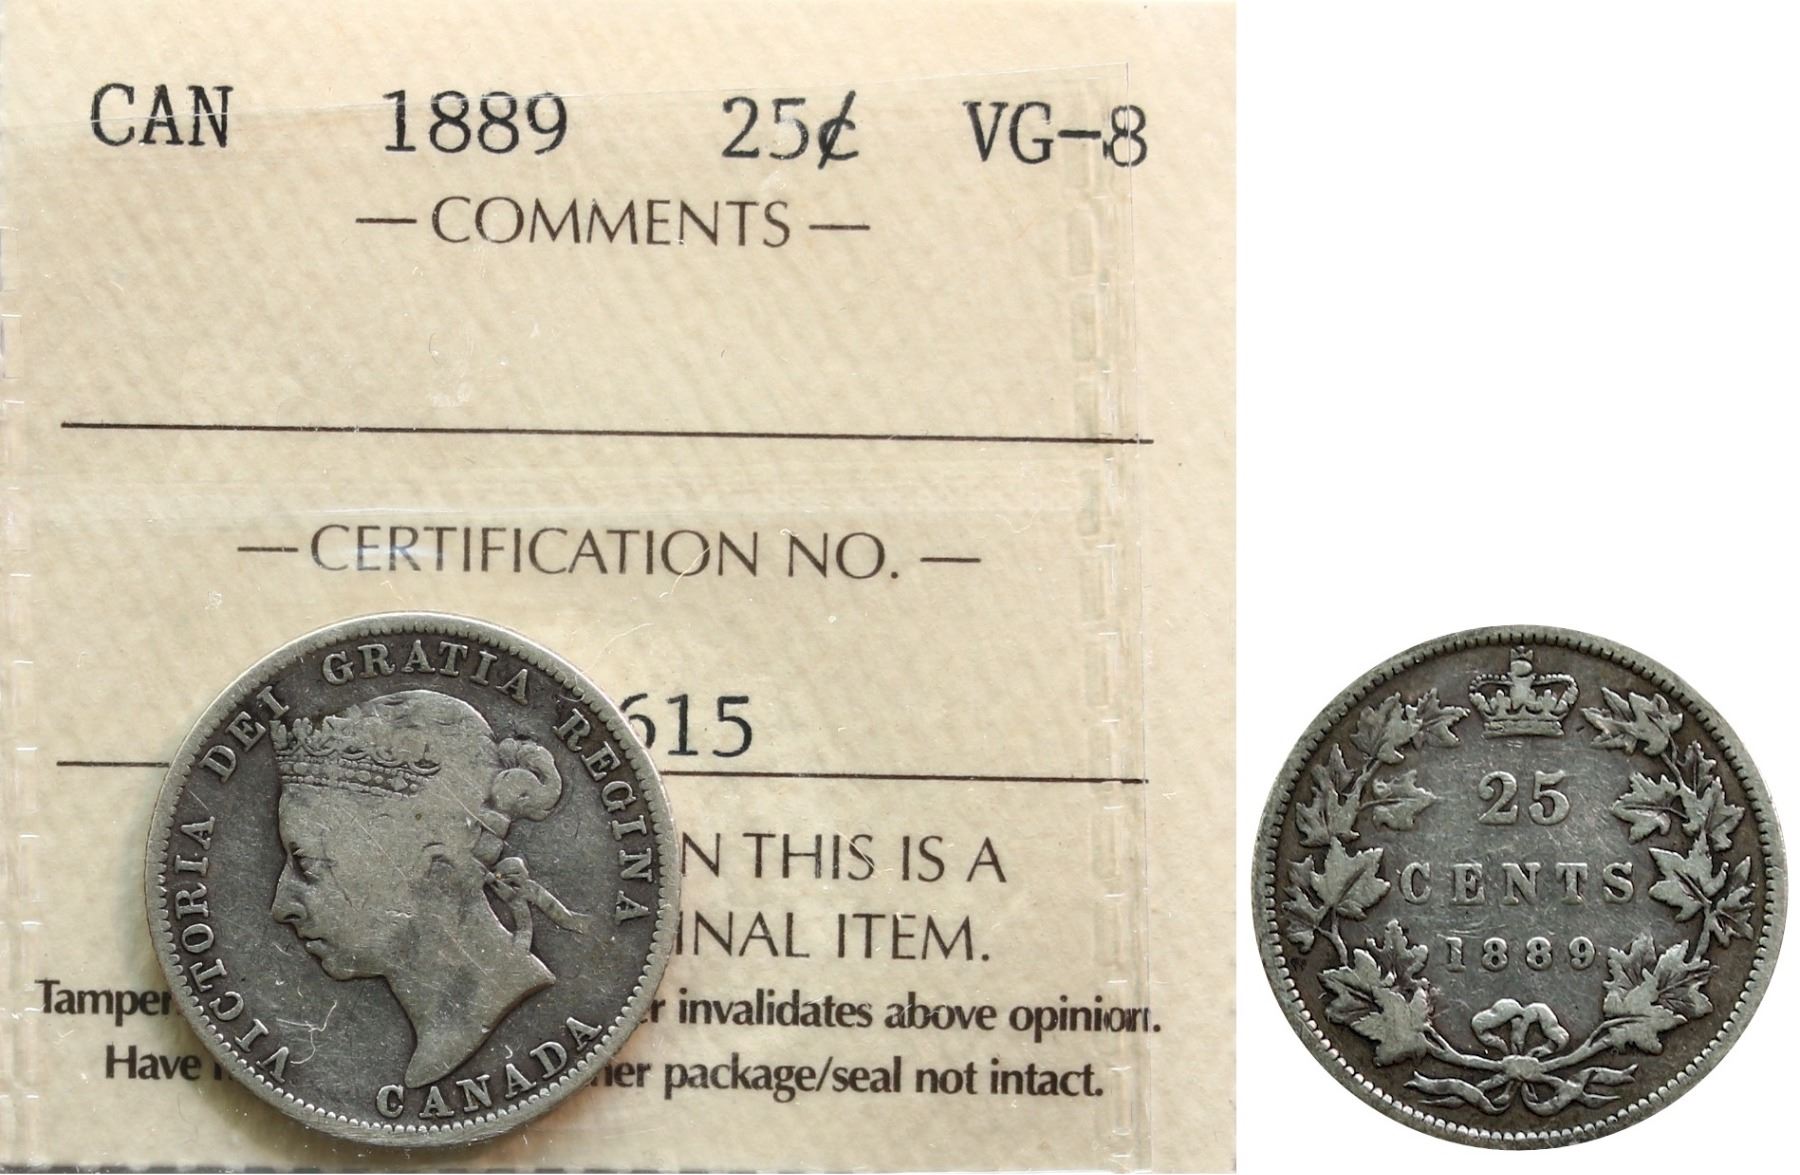 CAN 1889 25¢ VG-8
— COMMENTS —
— CERTIFICATION NO. —
615
N THIS IS A
INAL ITEM.
Tamper r invalidates above opinion.
Have her package/seal not intact.
VICTORIA DEI GRATIA REGINA
CANADA
25
CENTS
1889